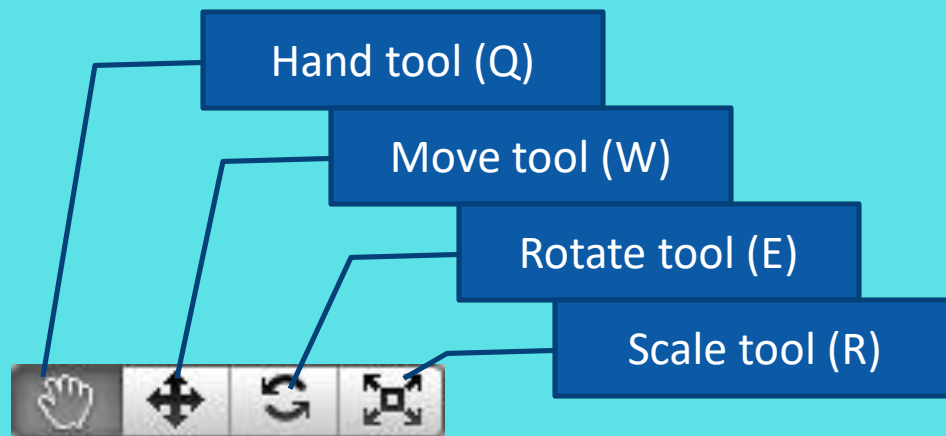 Hand tool (Q)
Move tool (W)
Rotate tool (E)
Scale tool (R)